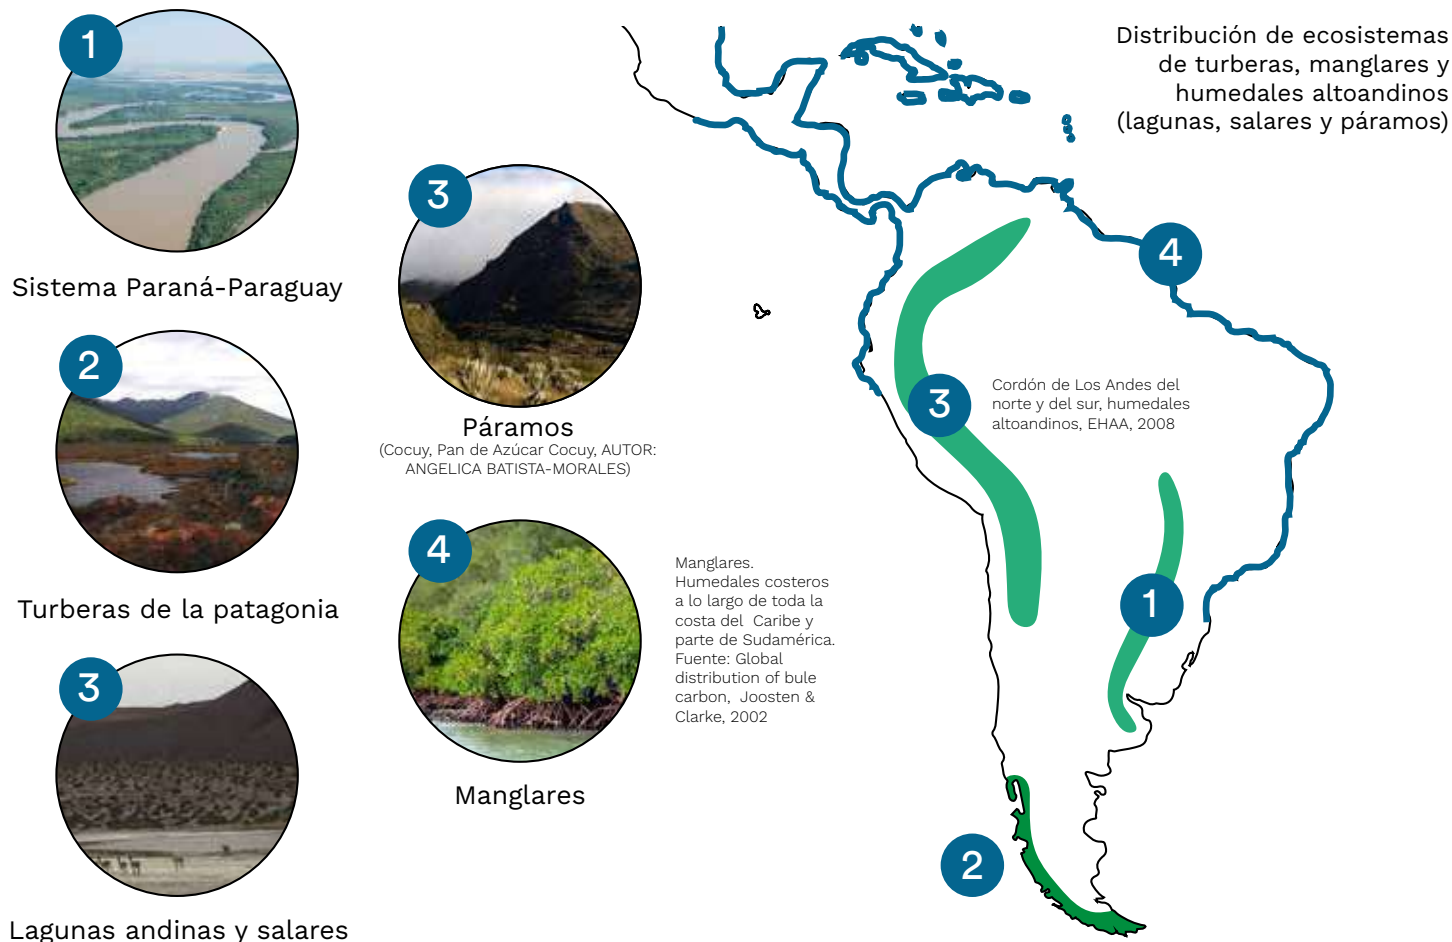 Distribución de ecosistemas
de turberas, manglares y
humedales altoandinos
(lagunas, salares y páramos)
1
Sistema Paraná-Paraguay
2
Turberas de la patagonia
3
Lagunas andinas y salares
3
Páramos
(Cocuy, Pan de Azúcar Cocuy, AUTOR:
ANGELICA BATISTA-MORALES)
4
Manglares
Manglares.
Humedales costeros
a lo largo de toda la
costa del Caribe y
parte de Sudamérica.
Fuente: Global
distribution of bule
carbon, Joosten &
Clarke, 2002
4
3
Cordón de Los Andes del
norte y del sur, humedales
altoandinos, EHAA, 2008
1
2